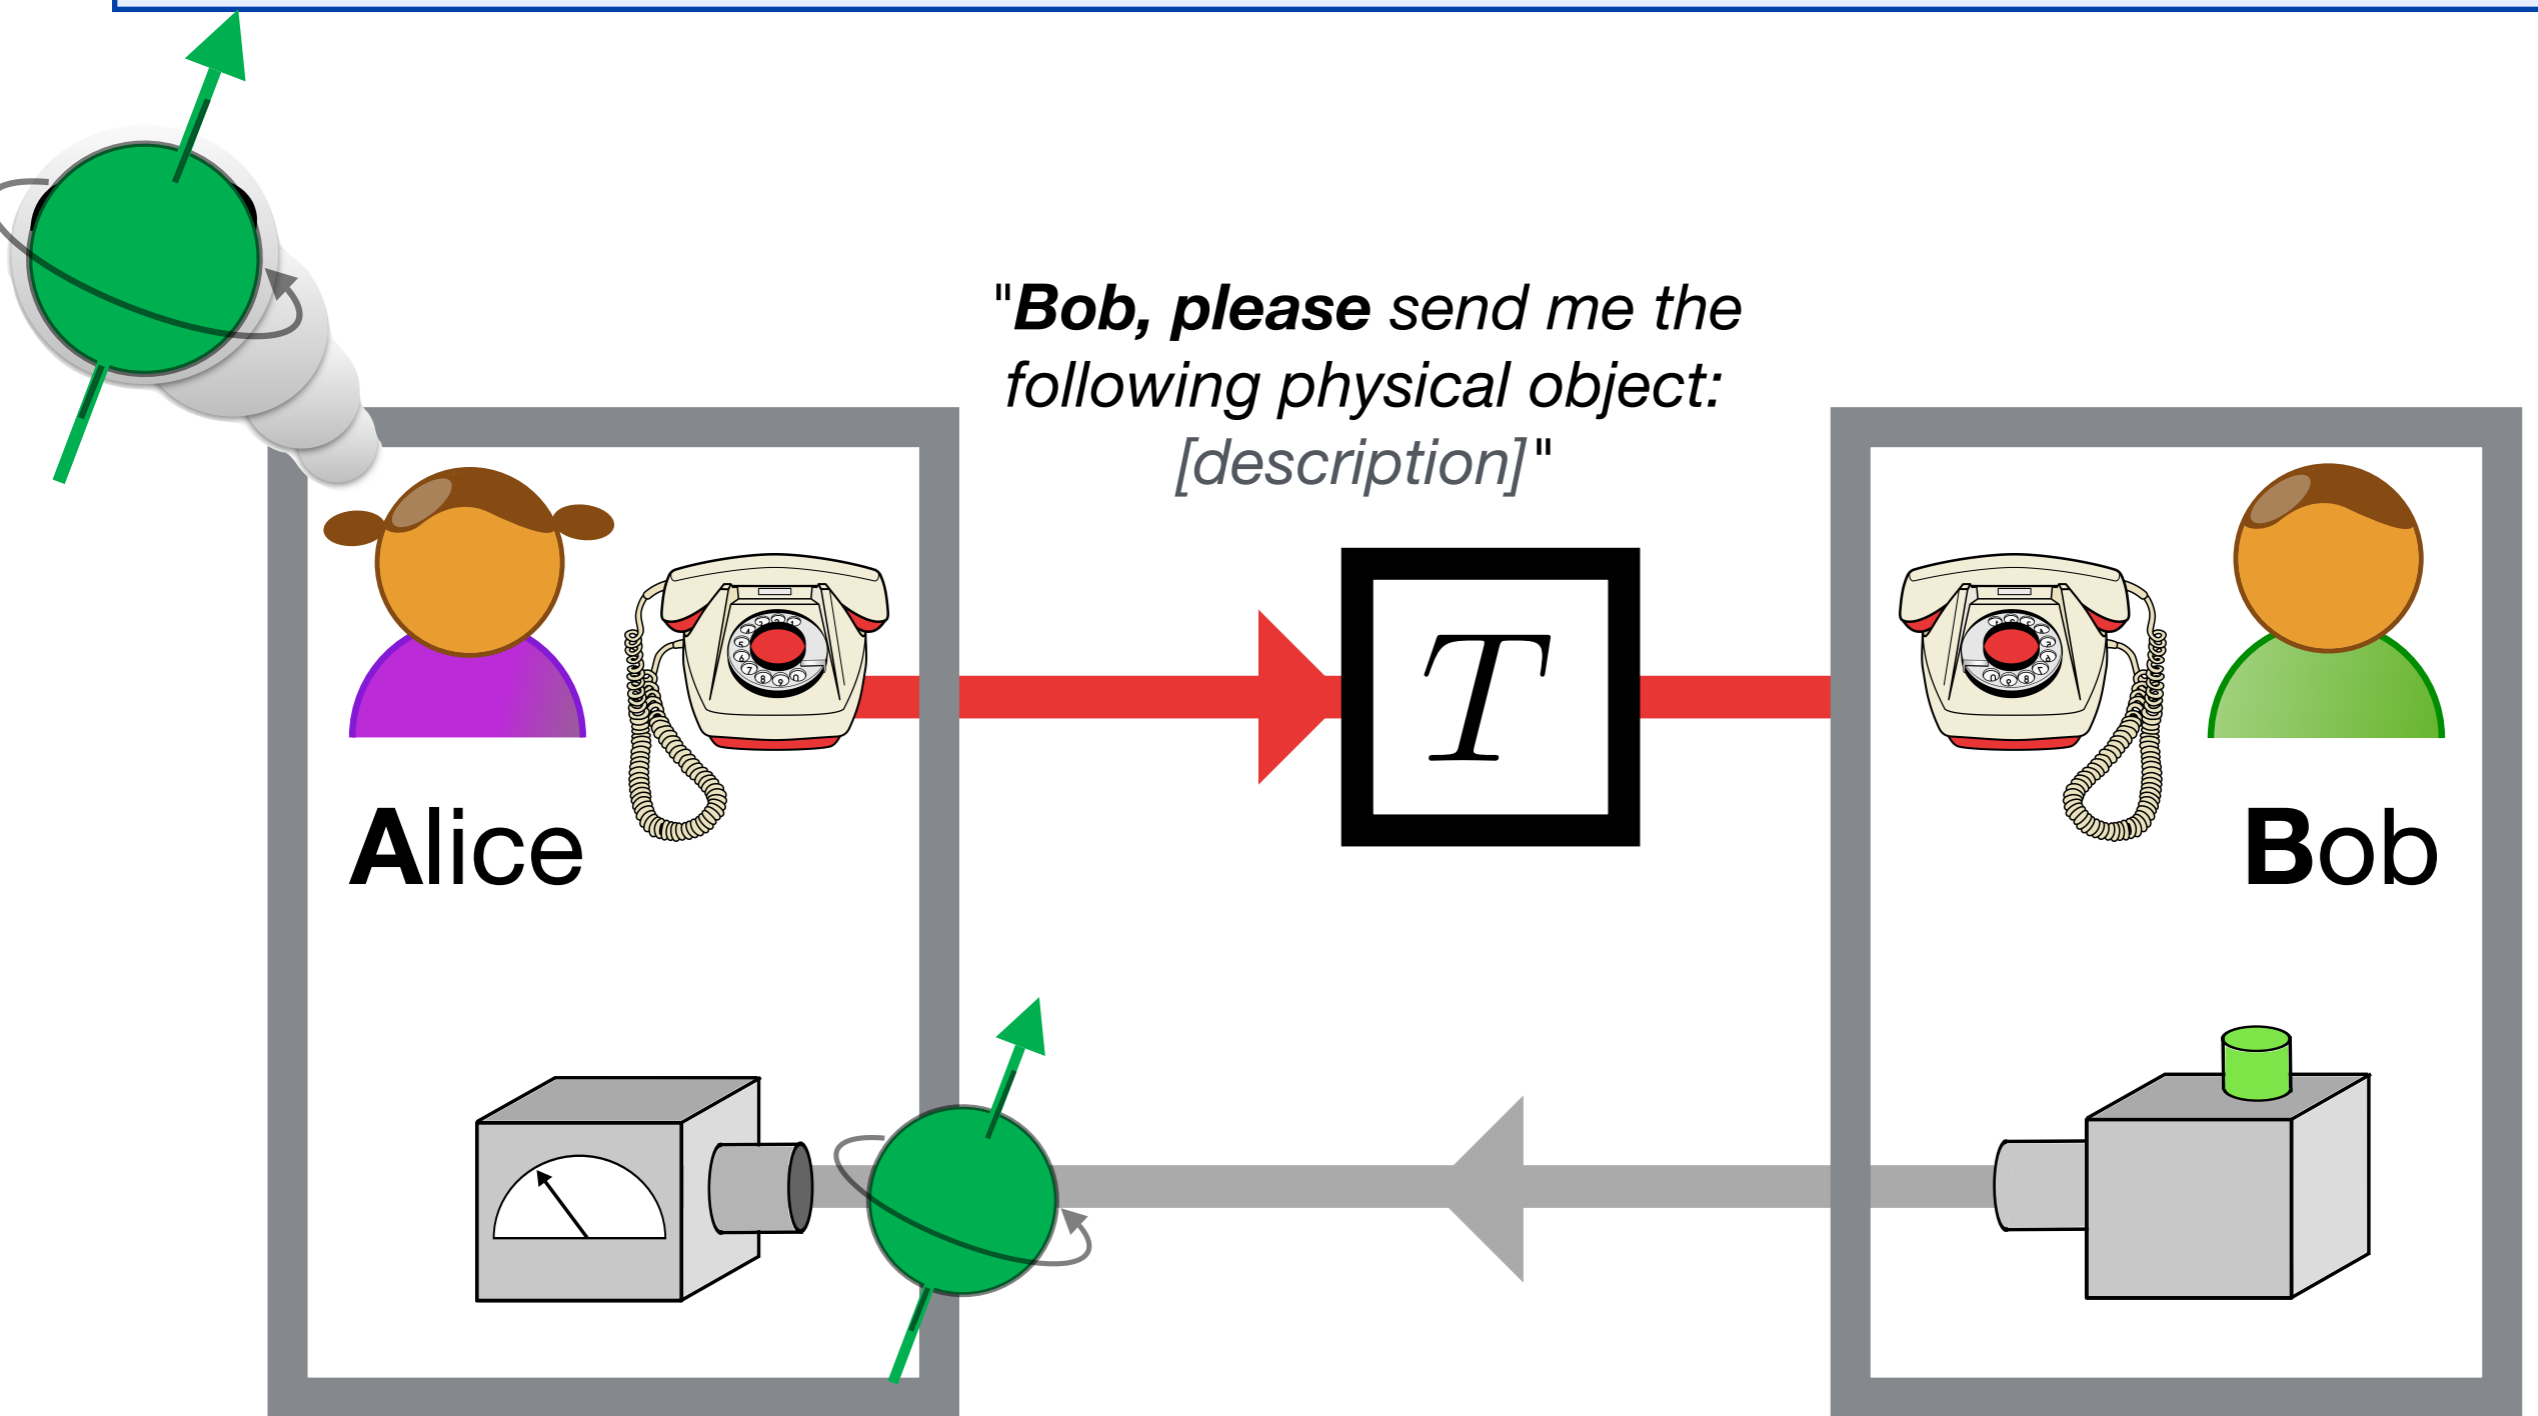 "Bob, please send me the
following physical object:
[description]"
T
Alice
Bob